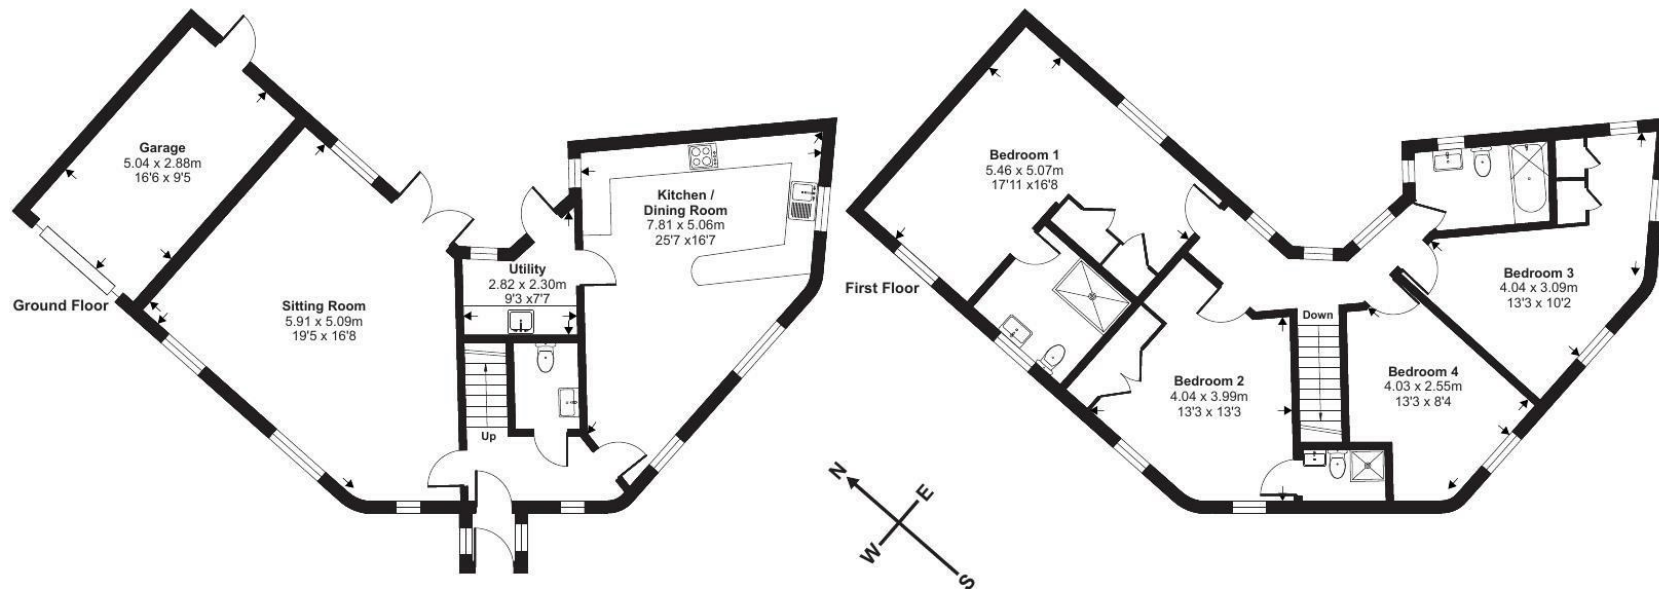 Garage
5.04 x 2.88m
16'6 x 9'5
Ground Floor
Sitting Room
5.91 x 5.09m
19'5 x 16'8
Utility
2.82 x 2.30m
9'3 x7'7
Up
Kitchen /
Dining Room
7.81 x 5.06m
25'7 x16'7
N
E
W
S
First Floor
Bedroom 1
5.46 x 5.07m
17'11 x16'8
Bedroom 2
4.04 x 3.99m
13'3 x 13'3
Down
Bedroom 3
4.04 x 3.09m
13'3 x 10'2
Bedroom 4
4.03 x 2.55m
13'3 x 8'4